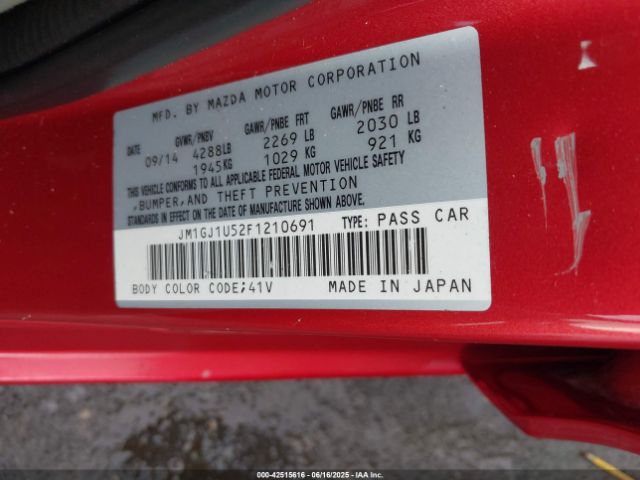 MFD. BY MAZDA MOTOR CORPORATION
DATE GVWR/PNBV GAWR/PNBE FRT GAWR/PNBE RR
09/14 4288LB 2269 LB 2030 LB
1945KG 1029 KG 921 KG
THIS VEHICLE CONFORMS TO ALL APPLICABLE FEDERAL MOTOR VEHICLE SAFETY
,BUMPER,AND THEFT PREVENTION
STANDARDS IN EFFECT ON THE DATE OF MANUFACTURE SHOWN ABOVE.
JM1GJ1U52F1210691 TYPE: PASS CAR
BODY COLOR CODE;41V MADE IN JAPAN
000-42515616 - 06/16/2025 - IAAI.COM